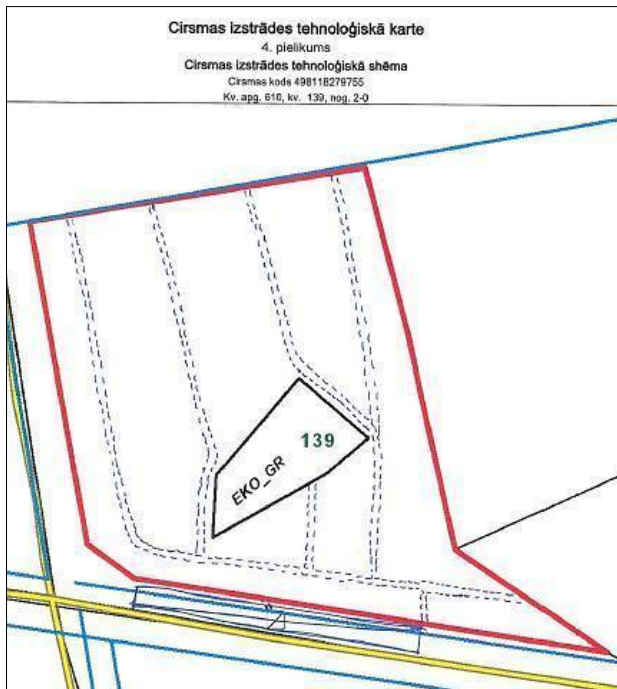 Cirsmas izstrādes tehnoloģiskā karte
4. pielikums
Cirsmas izstrādes tehnoloģiskā shēma
Cirsmas kods 498118279755
Kv. apg. 610, kv. 139, nog. 2-0
139
EKO_GR